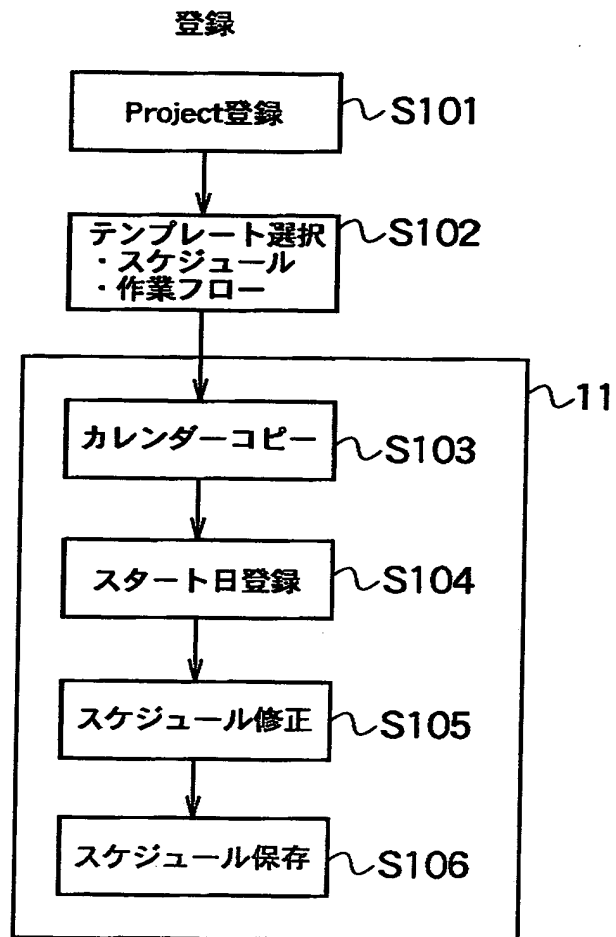 登録
Project登録
S101
テンプレート選択
・スケジュール
・作業フロー
S102
11
カレンダーコピー
S103
スタート日登録
S104
スケジュール修正
S105
スケジュール保存
S106